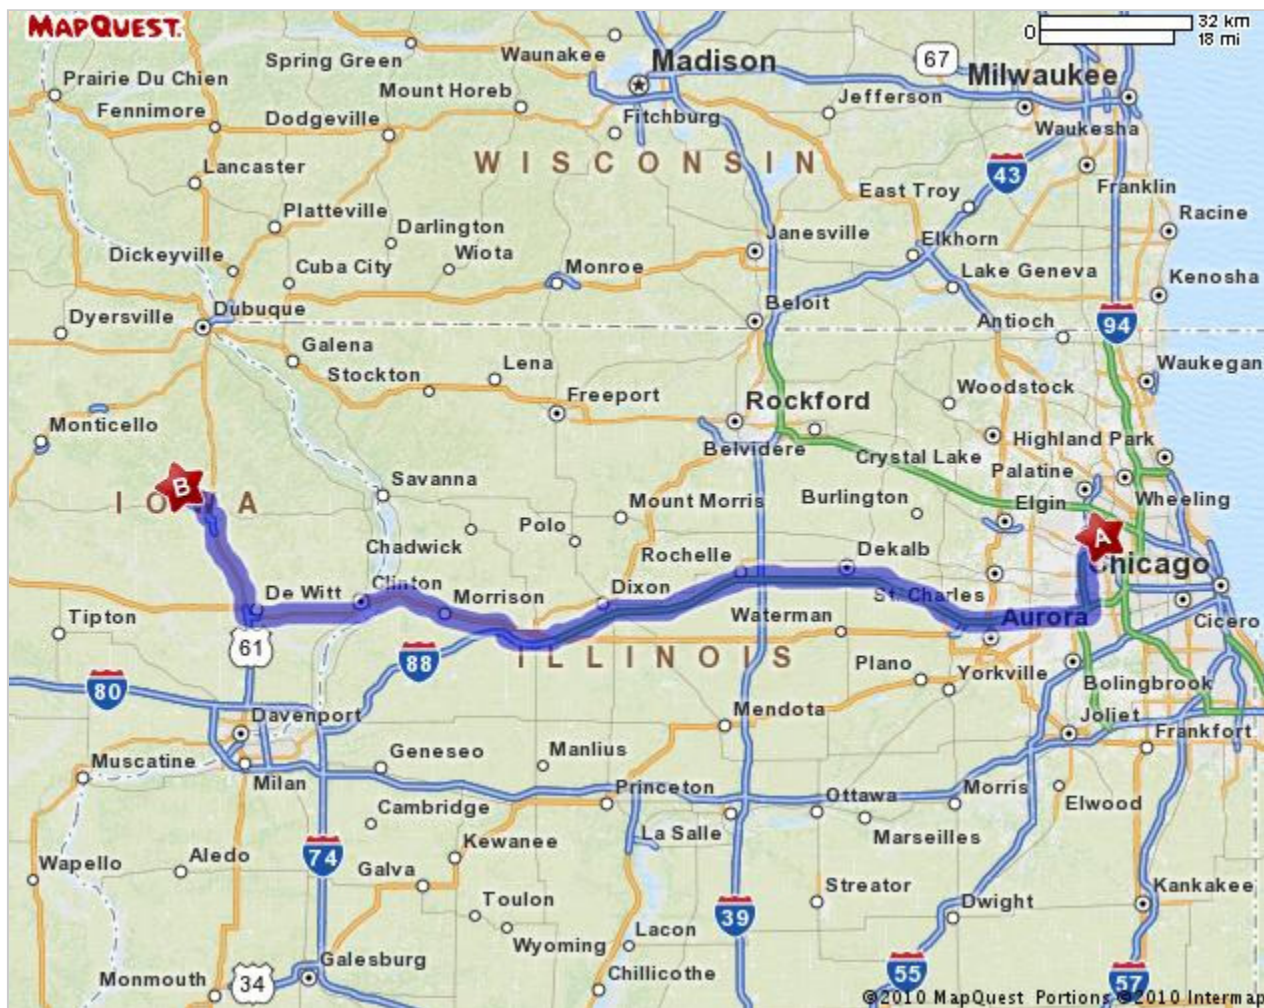 MAPQUEST.
32 km
0
18 mi
Waunakee
Madison
67
Spring Green
Milwaukee
Prairie Du Chien
Mount Horeb
Jefferson
Fennimore
Dodgeville
Fitchburg
Waukesha
WISCONSIN
Lancaster
43
East Troy
Franklin
Platteville
Racine
Darlington
Janesville
Elkhorn
Dickeyville
Wiota
Cuba City
Monroe
Lake Geneva
Kenosha
Dubuque
Beloit
Dyersville
Antioch
94
Galena
Lena
Waukegan
Stockton
Freeport
Woodstock
Rockford
Monticello
Belvidere
Highland Park
Crystal Lake
Palatine
Savanna
B
IOWA
Mount Morris
Burlington
Elgin
Wheeling
Polo
A
Chadwick
Rochelle
Dekalb
Chicago
De Witt
Clinton
Dixon
St. Charles
Morrison
Waterman
Aurora
Cicero
Tipton
61
ILLINOIS
88
Plano
Yorkville
80
Bolingbrook
Davenport
Mendota
Joliet
Frankfort
Muscatine
Geneseo
Manlius
Milan
Princeton
Morris
Cambridge
Ottawa
Elwood
La Salle
Marseilles
Kewanee
Wapello
Aledo
74
Galva
Streator
Kankakee
Toulon
Dwight
39
Wyoming
Lacon
Galesburg
Monmouth
34
Chillicothe
55
57
©2010 MapQuest Portions ©2010 Intermap